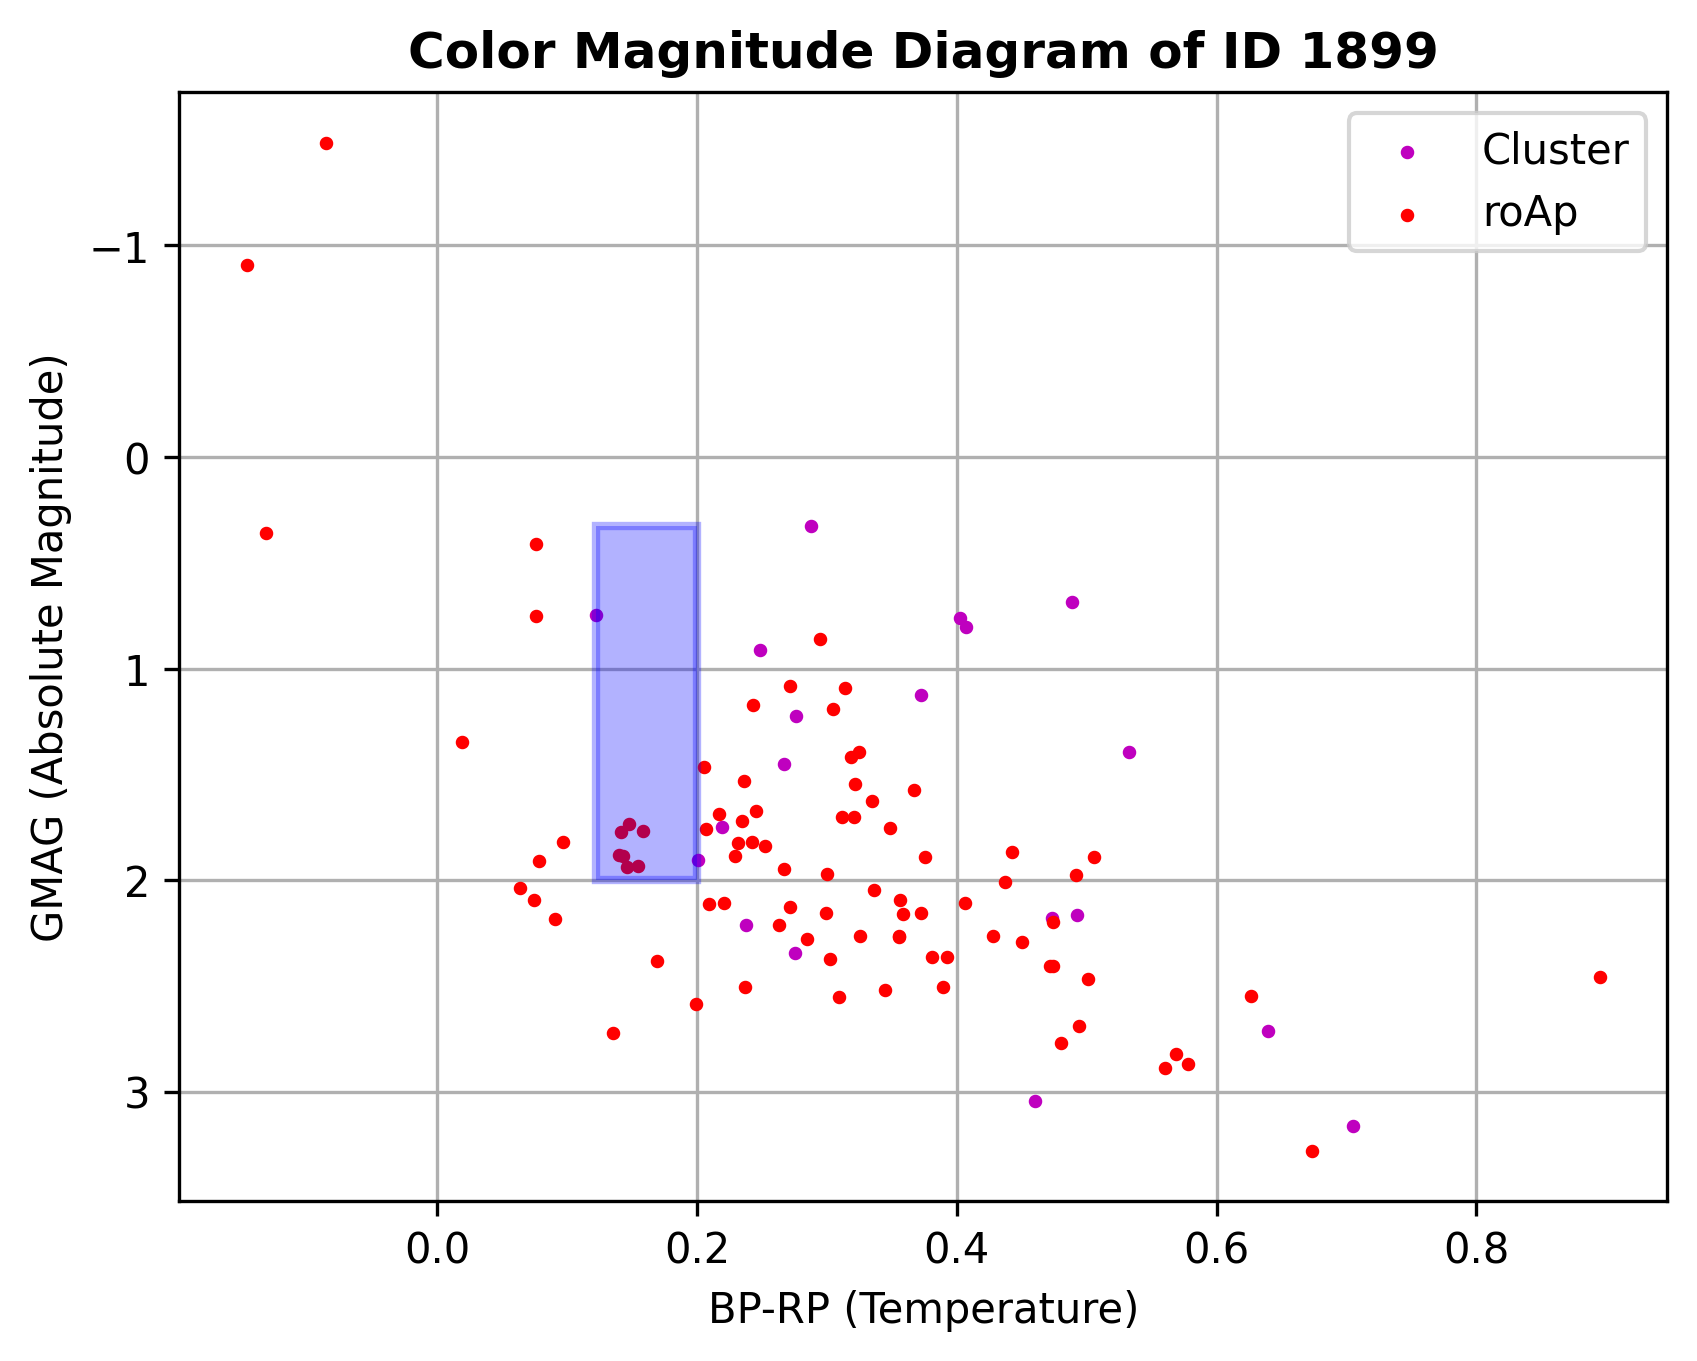 Color Magnitude Diagram of ID 1899
Cluster
roAp
−1
0
1
2
3
GMAG (Absolute Magnitude)
0.0 0.2 0.4 0.6 0.8
BP-RP (Temperature)